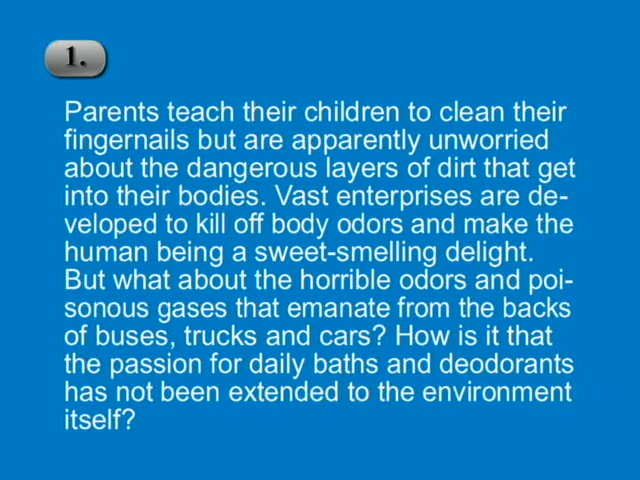 1.
Parents teach their children to clean their
fingernails but are apparently unworried
about the dangerous layers of dirt that get
into their bodies. Vast enterprises are de-
veloped to kill off body odors and make the
human being a sweet-smelling delight.
But what about the horrible odors and poi-
sonous gases that emanate from the backs
of buses, trucks and cars? How is it that
the passion for daily baths and deodorants
has not been extended to the environment
itself?